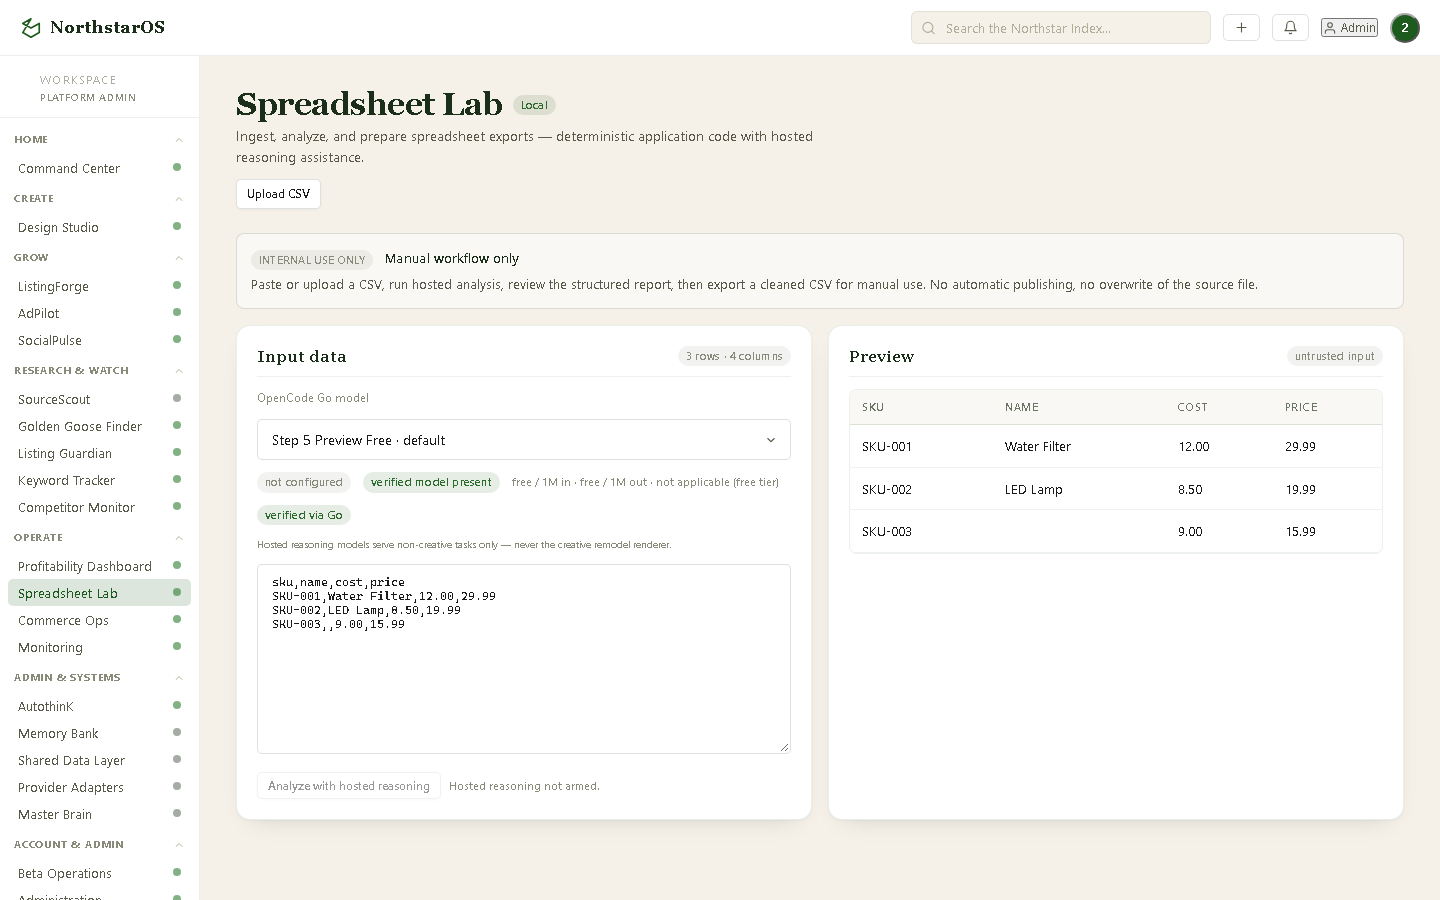 NorthstarOS
Search the Northstar Index...
Admin
2
WORKSPACE
PLATFORM ADMIN
HOME
Command Center
CREATE
Design Studio
GROW
ListingForge
AdPilot
SocialPulse
RESEARCH & WATCH
SourceScout
Golden Goose Finder
Listing Guardian
Keyword Tracker
Competitor Monitor
OPERATE
Profitability Dashboard
Spreadsheet Lab
Commerce Ops
Monitoring
ADMIN & SYSTEMS
AutothinK
Memory Bank
Shared Data Layer
Provider Adapters
Master Brain
ACCOUNT & ADMIN
Beta Operations
Administration
Spreadsheet Lab Local
Ingest, analyze, and prepare spreadsheet exports — deterministic application code with hosted
reasoning assistance.
Upload CSV
INTERNAL USE ONLY Manual workflow only
Paste or upload a CSV, run hosted analysis, review the structured report, then export a cleaned CSV for manual use. No automatic publishing, no overwrite of the source file.
Input data 3 rows · 4 columns
OpenCode Go model
Step 5 Preview Free · default
not configured verified model present free / 1M in · free / 1M out · not applicable (free tier)
verified via Go
Hosted reasoning models serve non-creative tasks only — never the creative remodel renderer.
sku,name,cost,price
SKU-001,Water Filter,12.00,29.99
SKU-002,LED Lamp,8.50,19.99
SKU-003,,9.00,15.99
Analyze with hosted reasoning Hosted reasoning not armed.
Preview untrusted input
SKU NAME COST PRICE
SKU-001 Water Filter 12.00 29.99
SKU-002 LED Lamp 8.50 19.99
SKU-003 9.00 15.99